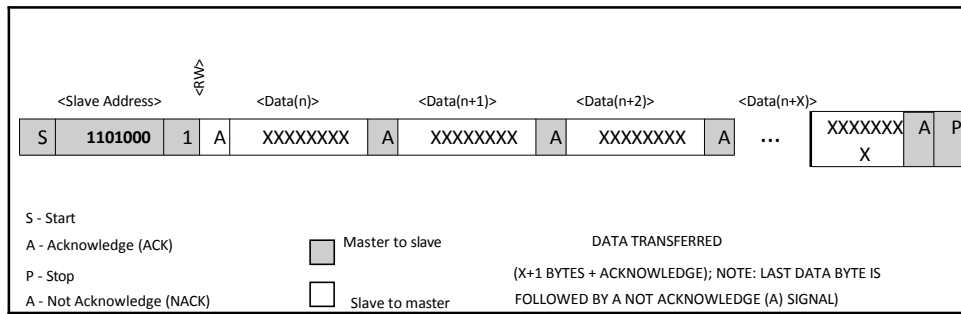 <RW>
<Slave Address> <Data(n)> <Data(n+1)> <Data(n+2)> <Data(n+X)>
S 1101000 1 A XXXXXXXX A XXXXXXXX A XXXXXXXX A ... XXXXXXX A P
X
S - Start
A - Acknowledge (ACK) Master to slave DATA TRANSFERRED
P - Stop (X+1 BYTES + ACKNOWLEDGE); NOTE: LAST DATA BYTE IS
A - Not Acknowledge (NACK) Slave to master FOLLOWED BY A NOT ACKNOWLEDGE (A) SIGNAL)